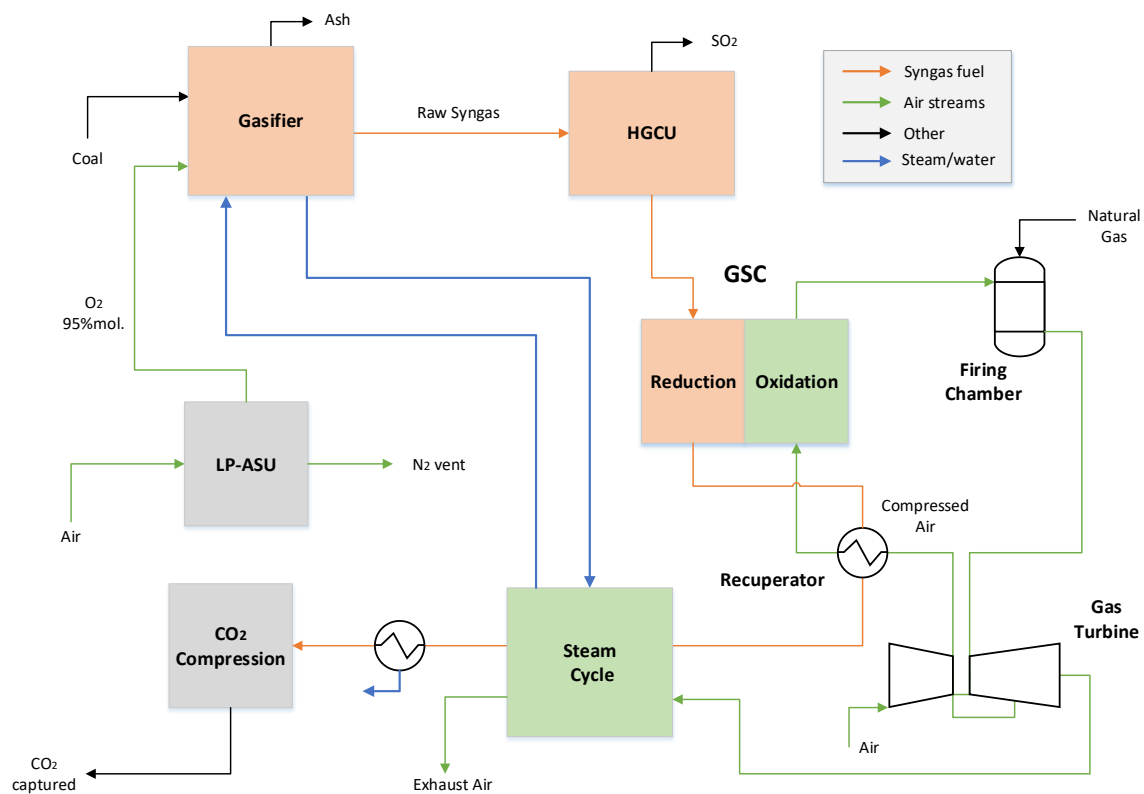 Ash
SO₂
Syngas fuel
Air streams
Other
Steam/water
Gasifier
Raw Syngas
HGCU
Coal
Natural
Gas
GSC
O₂
95%mol.
Reduction
Oxidation
Firing
Chamber
LP-ASU
N₂ vent
Air
Compressed
Air
Recuperator
Gas
Turbine
CO₂
Compression
Steam
Cycle
Air
CO₂
captured
Exhaust Air